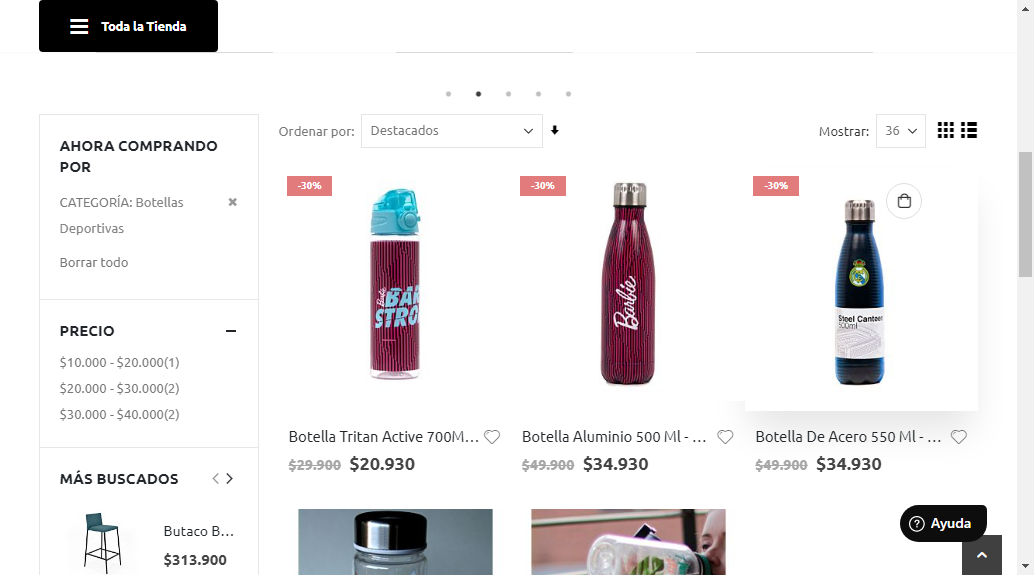 Toda la Tienda
AHORA COMPRANDO
POR
CATEGORÍA: Botellas
Deportivas
Borrar todo
PRECIO
$10.000 - $20.000(1)
$20.000 - $30.000(2)
$30.000 - $40.000(2)
MÁS BUSCADOS
Butaco B...
$313.900
Ordenar por: Destacados
Mostrar: 36
-30%
Botella Tritan Active 700M...
$29.900 $20.930
-30%
Barbie
Botella Aluminio 500 Ml - ...
$49.900 $34.930
-30%
Steel Canteen
500ml
Botella De Acero 550 Ml - ...
$49.900 $34.930
Ayuda